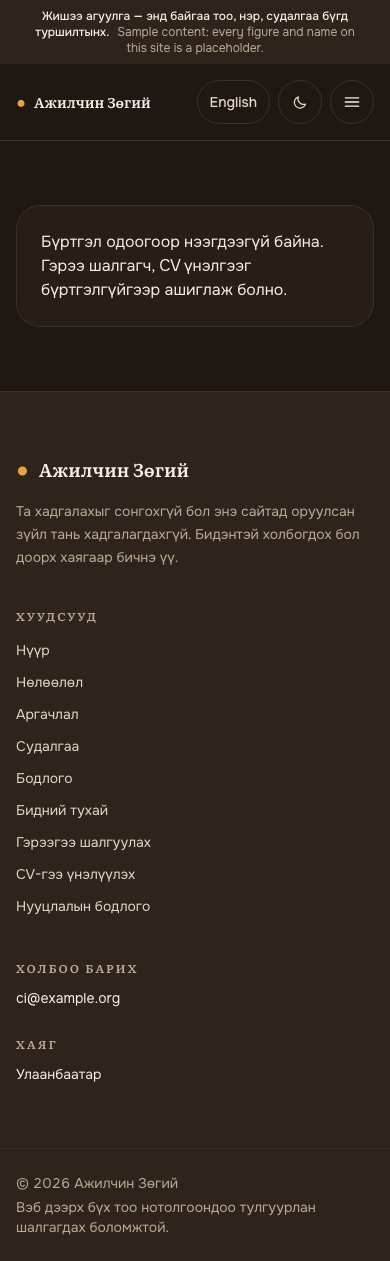 Жишээ агуулга — энд байгаа тоо, нэр, судалгаа бүгд
туршилтынх. Sample content: every figure and name on
this site is a placeholder.
Ажилчин Зөгий
English
Бүртгэл одоогоор нээгдээгүй байна.
Гэрээ шалгагч, CV үнэлгээг
бүртгэлгүйгээр ашиглаж болно.
Ажилчин Зөгий
Та хадгалахыг сонгохгүй бол энэ сайтад оруулсан
зүйл тань хадгалагдахгүй. Бидэнтэй холбогдох бол
доорх хаягаар бичнэ үү.
ХУУДСУУД
Нүүр
Нөлөөлөл
Аргачлал
Судалгаа
Бодлого
Бидний тухай
Гэрээгээ шалгуулах
CV-гээ үнэлүүлэх
Нууцлалын бодлого
ХОЛБОО БАРИХ
ci@example.org
ХАЯГ
Улаанбаатар
© 2026 Ажилчин Зөгий
Вэб дээрх бүх тоо нотолгоондоо тулгуурлан
шалгагдах боломжтой.